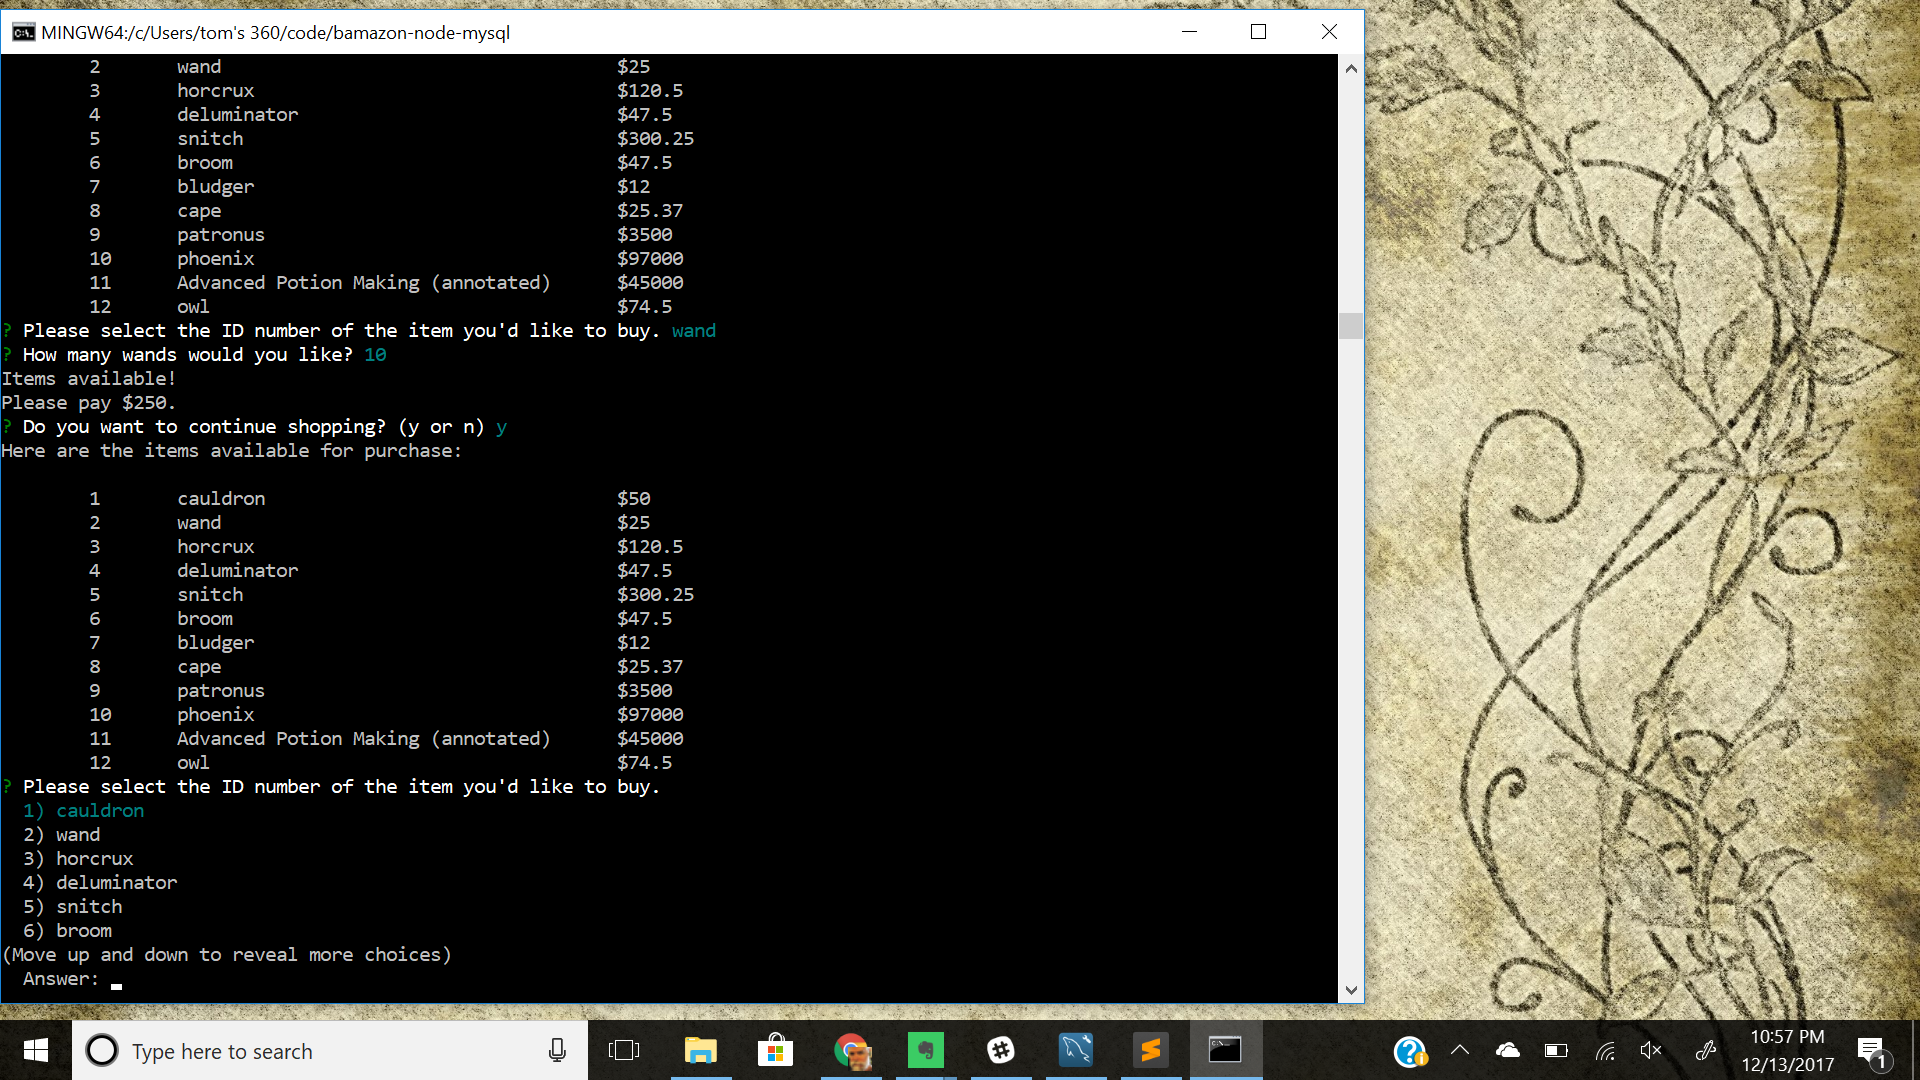 MINGW64:/c/Users/tom's 360/code/bamazon-node-mysql
2 wand $25
3 horcrux $120.5
4 deluminator $47.5
5 snitch $300.25
6 broom $47.5
7 bludger $12
8 cape $25.37
9 patronus $3500
10 phoenix $97000
11 Advanced Potion Making (annotated) $45000
12 owl $74.5
? Please select the ID number of the item you'd like to buy. wand
? How many wands would you like? 10
Items available!
Please pay $250.
? Do you want to continue shopping? (y or n) y
Here are the items available for purchase:
1 cauldron $50
2 wand $25
3 horcrux $120.5
4 deluminator $47.5
5 snitch $300.25
6 broom $47.5
7 bludger $12
8 cape $25.37
9 patronus $3500
10 phoenix $97000
11 Advanced Potion Making (annotated) $45000
12 owl $74.5
? Please select the ID number of the item you'd like to buy.
1) cauldron
2) wand
3) horcrux
4) deluminator
5) snitch
6) broom
(Move up and down to reveal more choices)
Answer:
Type here to search
10:57 PM
12/13/2017
1